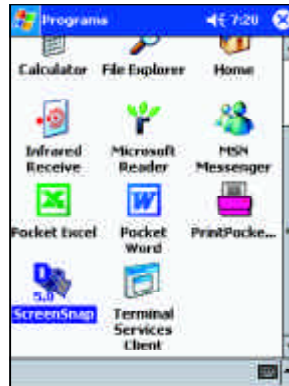 Programs 7:20
Calculator File Explorer Home
Infrared Microsoft MSN
Receive Reader Messenger
Pocket Excel Pocket PrintPocke...
Word
5.0
ScreenSnap Terminal
Services
Client